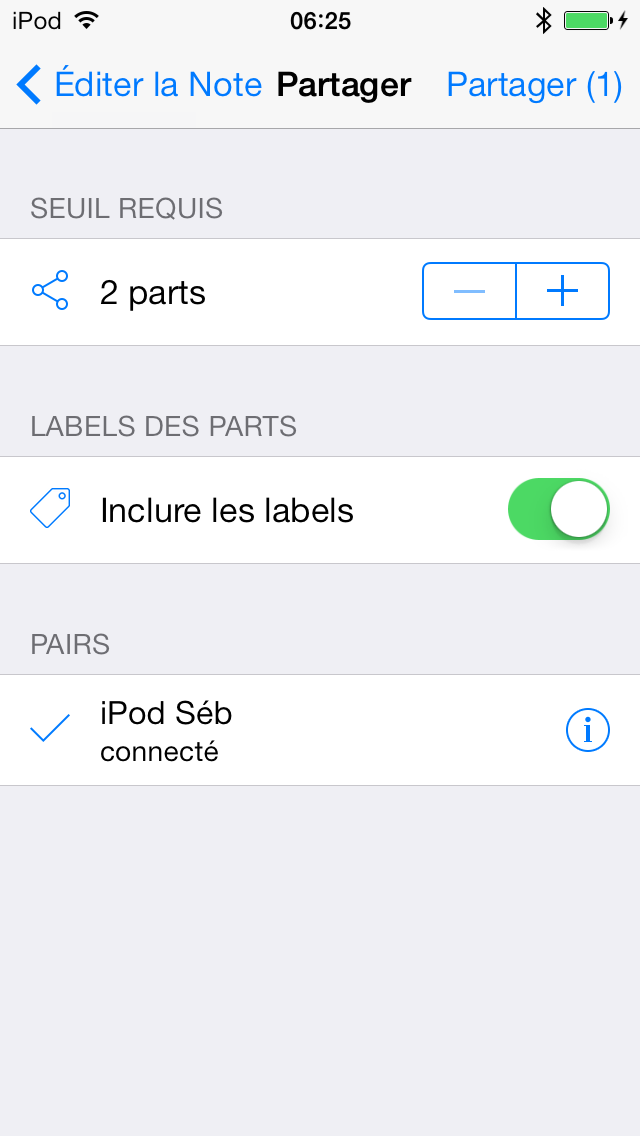 iPod 06:25
Éditer la Note Partager Partager (1)
SEUIL REQUIS
2 parts
LABELS DES PARTS
Inclure les labels
PAIRS
iPod Séb
connecté